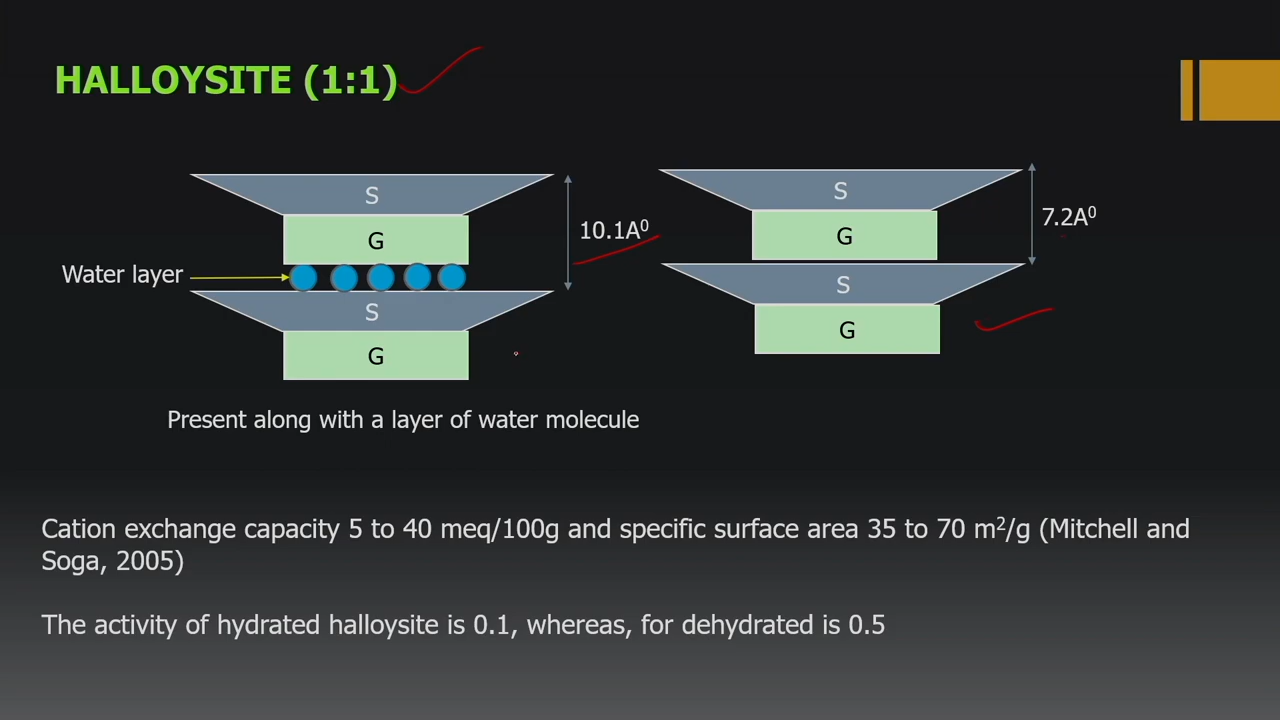 HALLOYSITE (1:1)
S
G
10.1A⁰
Water layer
S
G
S
G
7.2A⁰
S
G
Present along with a layer of water molecule
Cation exchange capacity 5 to 40 meq/100g and specific surface area 35 to 70 m²/g (Mitchell and
Soga, 2005)
The activity of hydrated halloysite is 0.1, whereas, for dehydrated is 0.5